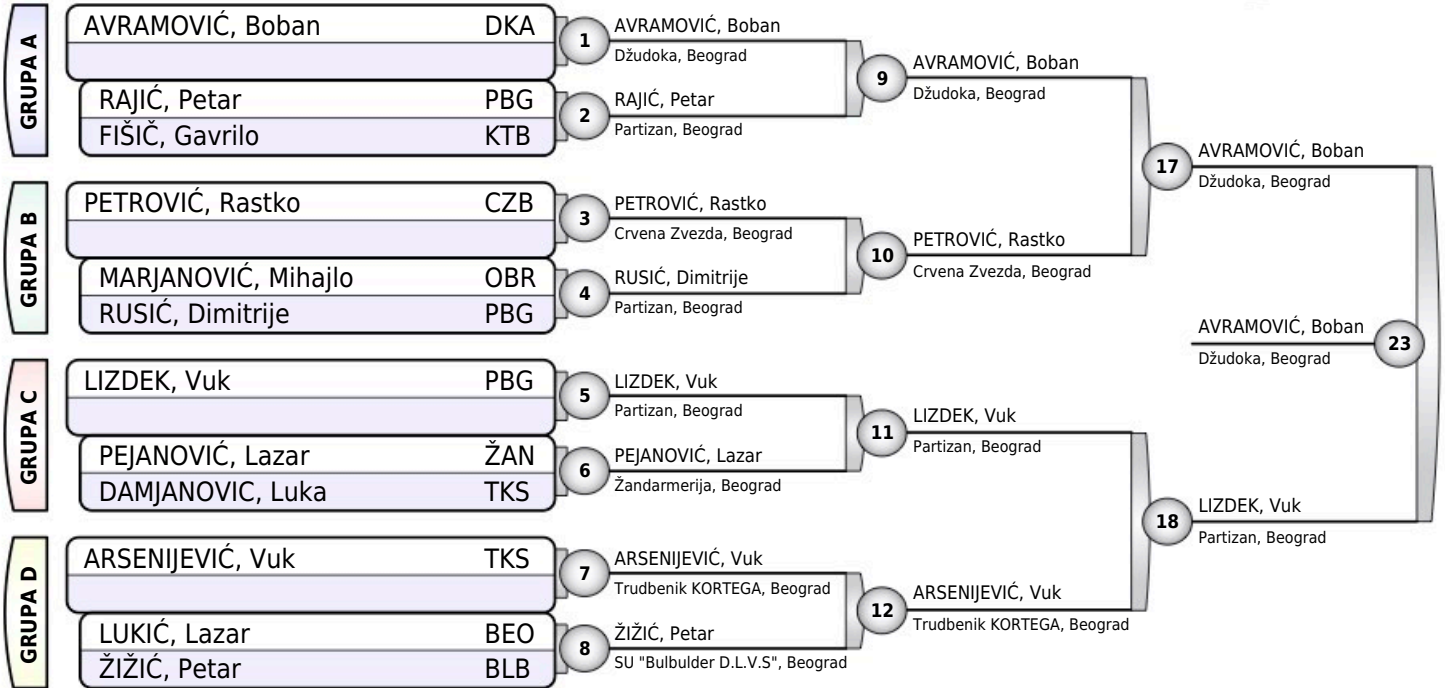 GRUPA A
AVRAMOVIĆ, Boban DKA
RAJIĆ, Petar PBG
FIŠIČ, Gavrilo KTB
GRUPA B
PETROVIĆ, Rastko CZB
MARJANOVIĆ, Mihajlo OBR
RUSIĆ, Dimitrije PBG
GRUPA C
LIZDEK, Vuk PBG
PEJANOVIĆ, Lazar ŽAN
DAMJANOVIC, Luka TKS
GRUPA D
ARSENIJEVIĆ, Vuk TKS
LUKIĆ, Lazar BEO
ŽIŽIĆ, Petar BLB
1
AVRAMOVIĆ, Boban
Džudoka, Beograd
2
RAJIĆ, Petar
Partizan, Beograd
3
PETROVIĆ, Rastko
Crvena Zvezda, Beograd
4
RUSIĆ, Dimitrije
Partizan, Beograd
5
LIZDEK, Vuk
Partizan, Beograd
6
PEJANOVIĆ, Lazar
Žandarmerija, Beograd
7
ARSENIJEVIĆ, Vuk
Trudbenik KORTEGA, Beograd
8
ŽIŽIĆ, Petar
SU "Bulbulder D.L.V.S", Beograd
9
AVRAMOVIĆ, Boban
Džudoka, Beograd
10
PETROVIĆ, Rastko
Crvena Zvezda, Beograd
11
LIZDEK, Vuk
Partizan, Beograd
12
ARSENIJEVIĆ, Vuk
Trudbenik KORTEGA, Beograd
17
AVRAMOVIĆ, Boban
Džudoka, Beograd
18
LIZDEK, Vuk
Partizan, Beograd
AVRAMOVIĆ, Boban
Džudoka, Beograd
23